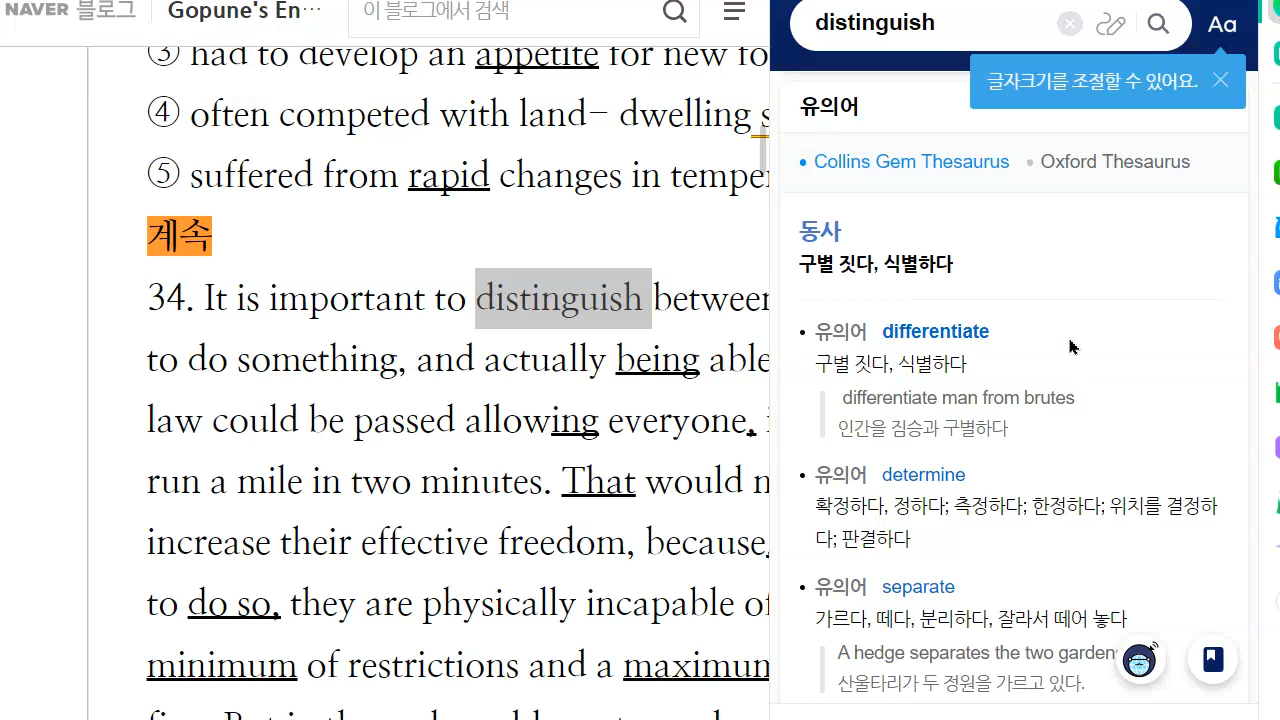 NAVER 블로그
Gopune's En…
이 블로그에서 검색
③ had to develop an appetite for new fo
④ often competed with land- dwelling s
⑤ suffered from rapid changes in temper
계속
34. It is important to distinguish between
to do something, and actually being able
law could be passed allowing everyone, i
run a mile in two minutes. That would n
increase their effective freedom, because,
to do so, they are physically incapable of
minimum of restrictions and a maximum
distinguish
Aa
글자크기를 조절할 수 있어요.
유의어
Collins Gem Thesaurus
Oxford Thesaurus
동사
구별 짓다, 식별하다
유의어 differentiate
구별 짓다, 식별하다
differentiate man from brutes
인간을 짐승과 구별하다
유의어 determine
확정하다, 정하다; 측정하다; 한정하다; 위치를 결정하
다; 판결하다
유의어 separate
가르다, 떼다, 분리하다, 잘라서 떼어 놓다
A hedge separates the two gardens
산울타리가 두 정원을 가르고 있다.